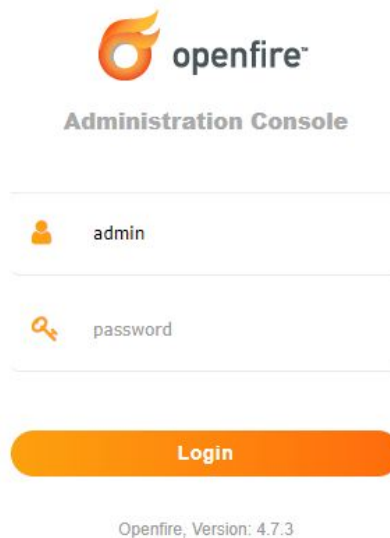 openfire™
Administration Console
admin
password
Login
Openfire, Version: 4.7.3